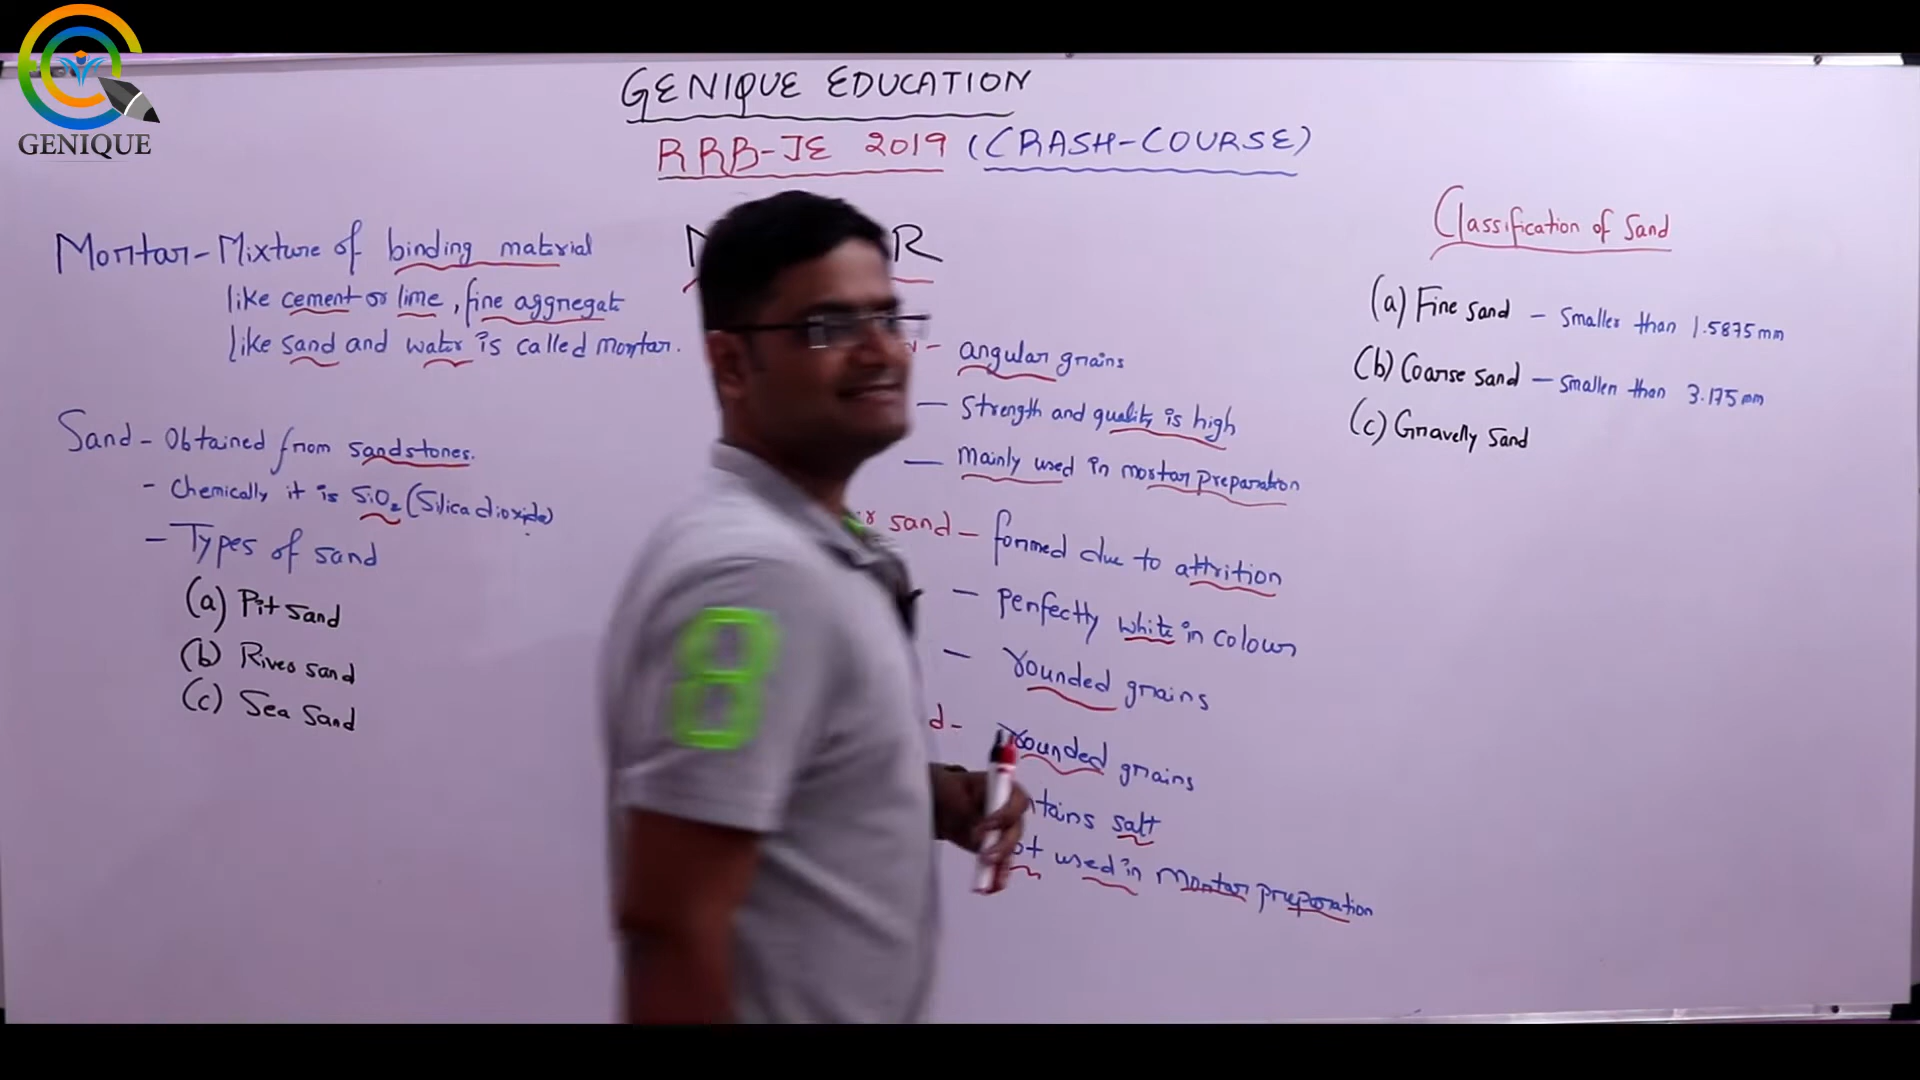 GENIQUE
GENIQUE EDUCATION
RRB-JE 2019 (CRASH-COURSE)
Mortar - Mixture of binding material
like cement or lime, fine aggregate
like sand and water is called mortar.
Sand - Obtained from sandstones.
- Chemically it is SiO2 (Silica dioxide)
- Types of sand
(a) Pit sand
(b) River sand
(c) Sea sand
- angular grains
- Strength and quality is high
- Mainly used in mortar preparation
sand - formed due to attrition
- perfectly white in colour
- rounded grains
- rounded grains
salt
used in mortar preparation
Classification of Sand
(a) Fine sand - smaller than 1.5875 mm
(b) Coarse sand - smaller than 3.175 mm
(c) Gravelly sand